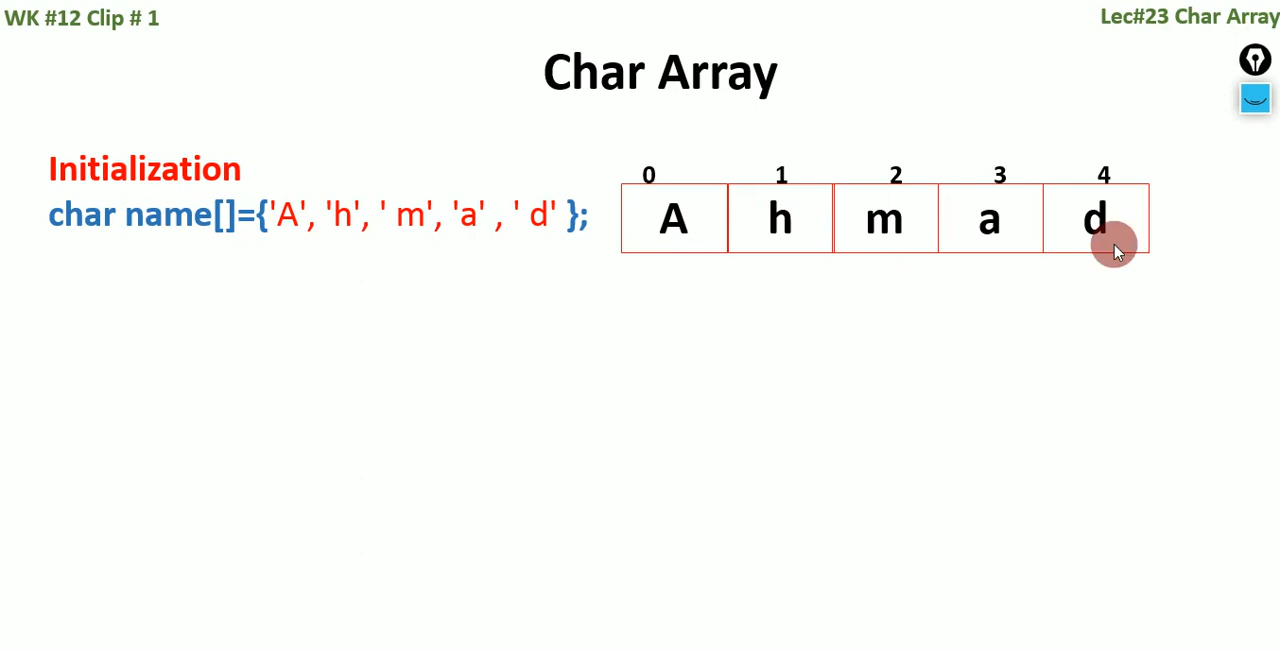 WK #12 Clip # 1
Lec#23 Char Array
Char Array
Initialization
char name[]={'A', 'h', ' m', 'a' , ' d' };
0 1 2 3 4
A h m a d